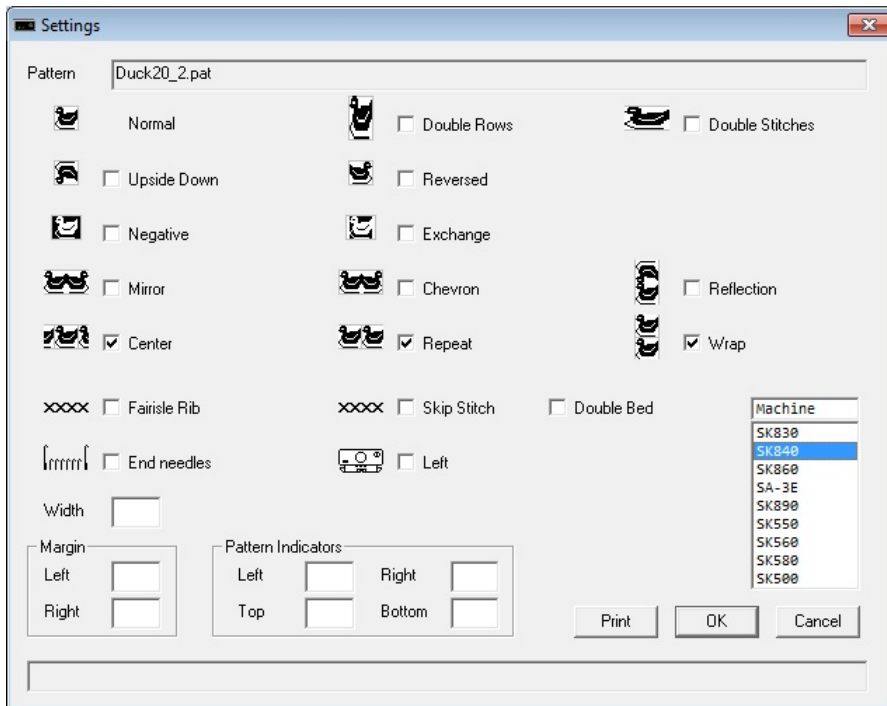 Settings
Pattern Duck20_2.pat
Normal Double Rows Double Stitches
Upside Down Reversed
Negative Exchange
Mirror Chevron Reflection
Center Repeat Wrap
Fairisle Rib Skip Stitch Double Bed Machine
SK830
SK840
End needles Left
SK860
SA-3E
SK890
Width
SK550
Margin Pattern Indicators
SK560
Left Left Right
SK580
SK500
Right Top Bottom
Print OK Cancel